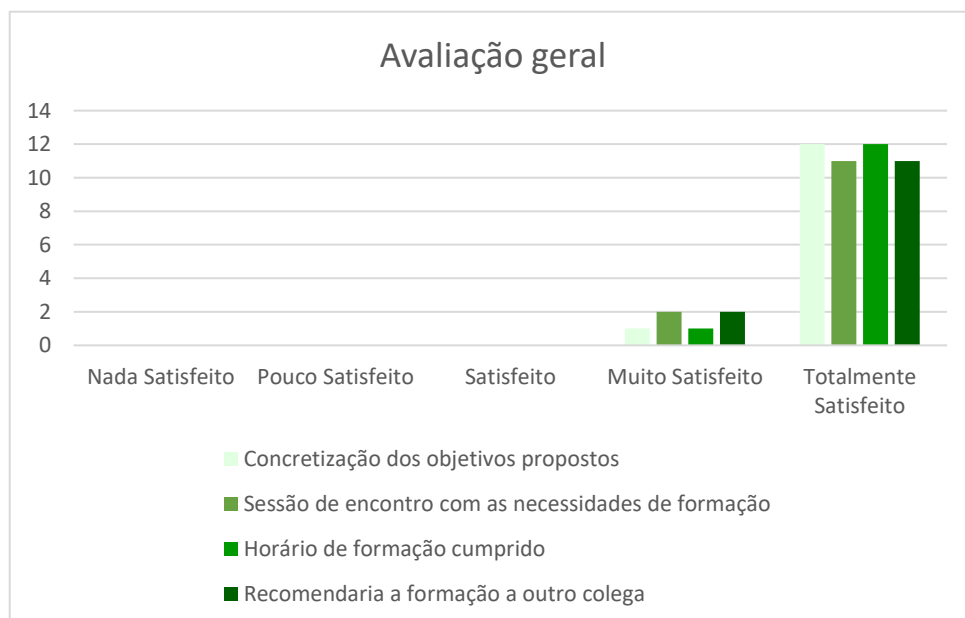 Avaliação geral
14
12
10
8
6
4
2
0
Nada Satisfeito
Pouco Satisfeito
Satisfeito
Muito Satisfeito
Totalmente
Satisfeito
Concretização dos objetivos propostos
Sessão de encontro com as necessidades de formação
Horário de formação cumprido
Recomendaria a formação a outro colega